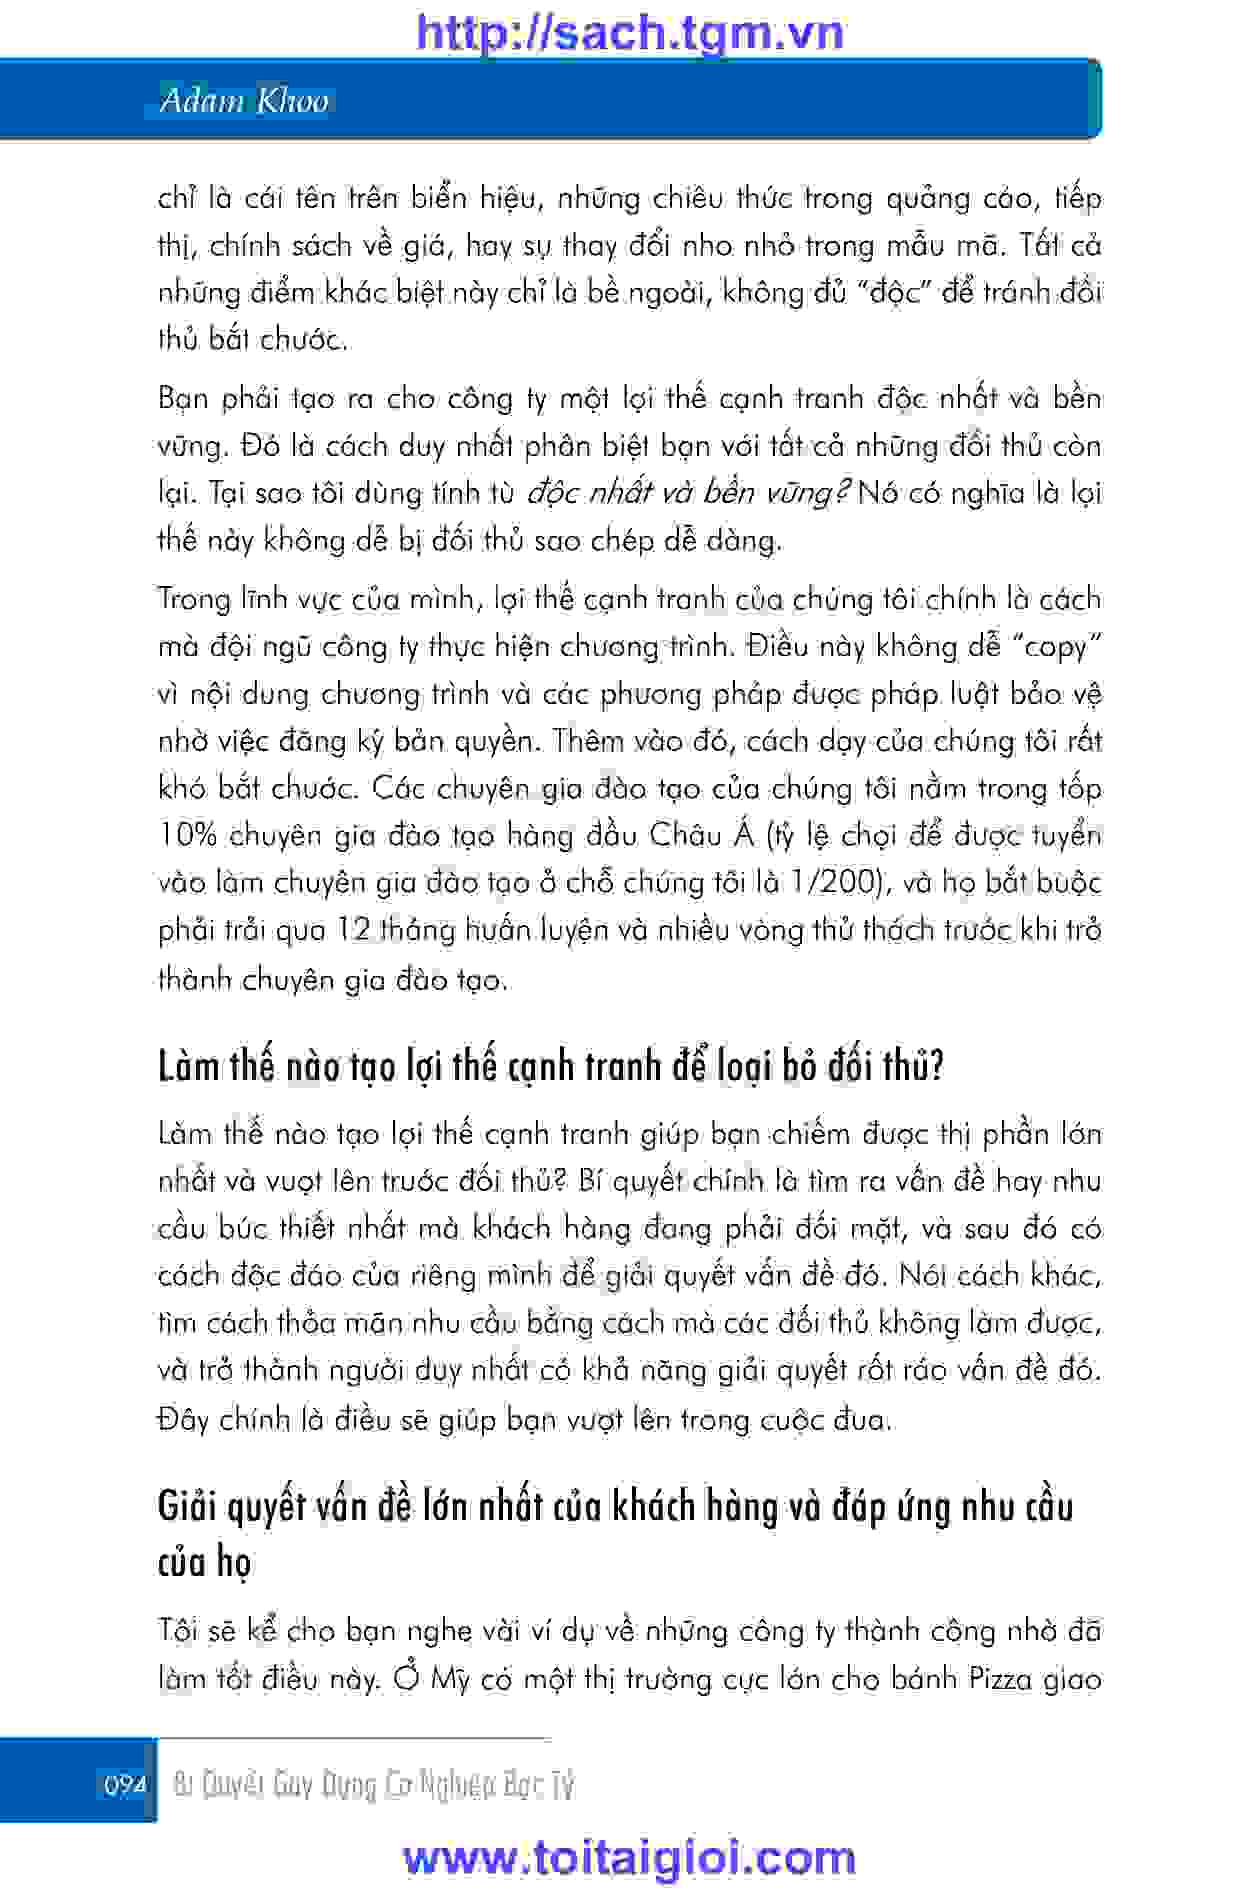 http://sach.tgm.vn
Adam Khoo
chỉ là cái tên trên biển hiệu, những chiêu thức trong quảng cáo, tiếp
thị, chính sách về giá, hay sự thay đổi nho nhỏ trong mẫu mã. Tất cả
những điểm khác biệt này chỉ là bề ngoài, không đủ “độc” để tránh đối
thủ bắt chước.
Bạn phải tạo ra cho công ty một lợi thế cạnh tranh độc nhất và bền
vững. Đó là cách duy nhất phân biệt bạn với tất cả những đối thủ còn
lại. Tại sao tôi dùng tính từ độc nhất và bền vững? Nó có nghĩa là lợi
thế này không dễ bị đối thủ sao chép dễ dàng.
Trong lĩnh vực của mình, lợi thế cạnh tranh của chúng tôi chính là cách
mà đội ngũ công ty thực hiện chương trình. Điều này không dễ “copy”
vì nội dung chương trình và các phương pháp được pháp luật bảo vệ
nhờ việc đăng ký bản quyền. Thêm vào đó, cách dạy của chúng tôi rất
khó bắt chước. Các chuyên gia đào tạo của chúng tôi nằm trong tốp
10% chuyên gia đào tạo hàng đầu Châu Á (tỷ lệ chọi để được tuyển
vào làm chuyên gia đào tạo ở chỗ chúng tôi là 1/200), và họ bắt buộc
phải trải qua 12 tháng huấn luyện và nhiều vòng thử thách trước khi trở
thành chuyên gia đào tạo.
Làm thế nào tạo lợi thế cạnh tranh để loại bỏ đối thủ?
Làm thế nào tạo lợi thế cạnh tranh giúp bạn chiếm được thị phần lớn
nhất và vượt lên trước đối thủ? Bí quyết chính là tìm ra vấn đề hay nhu
cầu bức thiết nhất mà khách hàng đang phải đối mặt, và sau đó có
cách độc đáo của riêng mình để giải quyết vấn đề đó. Nói cách khác,
tìm cách thỏa mãn nhu cầu bằng cách mà các đối thủ không làm được,
và trở thành người duy nhất có khả năng giải quyết rốt ráo vấn đề đó.
Đây chính là điều sẽ giúp bạn vượt lên trong cuộc đua.
Giải quyết vấn đề lớn nhất của khách hàng và đáp ứng nhu cầu
của họ
Tôi sẽ kể cho bạn nghe vài ví dụ về những công ty thành công nhờ đã
làm tốt điều này. Ở Mỹ có một thị trường cực lớn cho bánh Pizza giao
094 Bí Quyết Gây Dựng Cơ Nghiệp Bạc Tỷ
www.toitaigioi.com